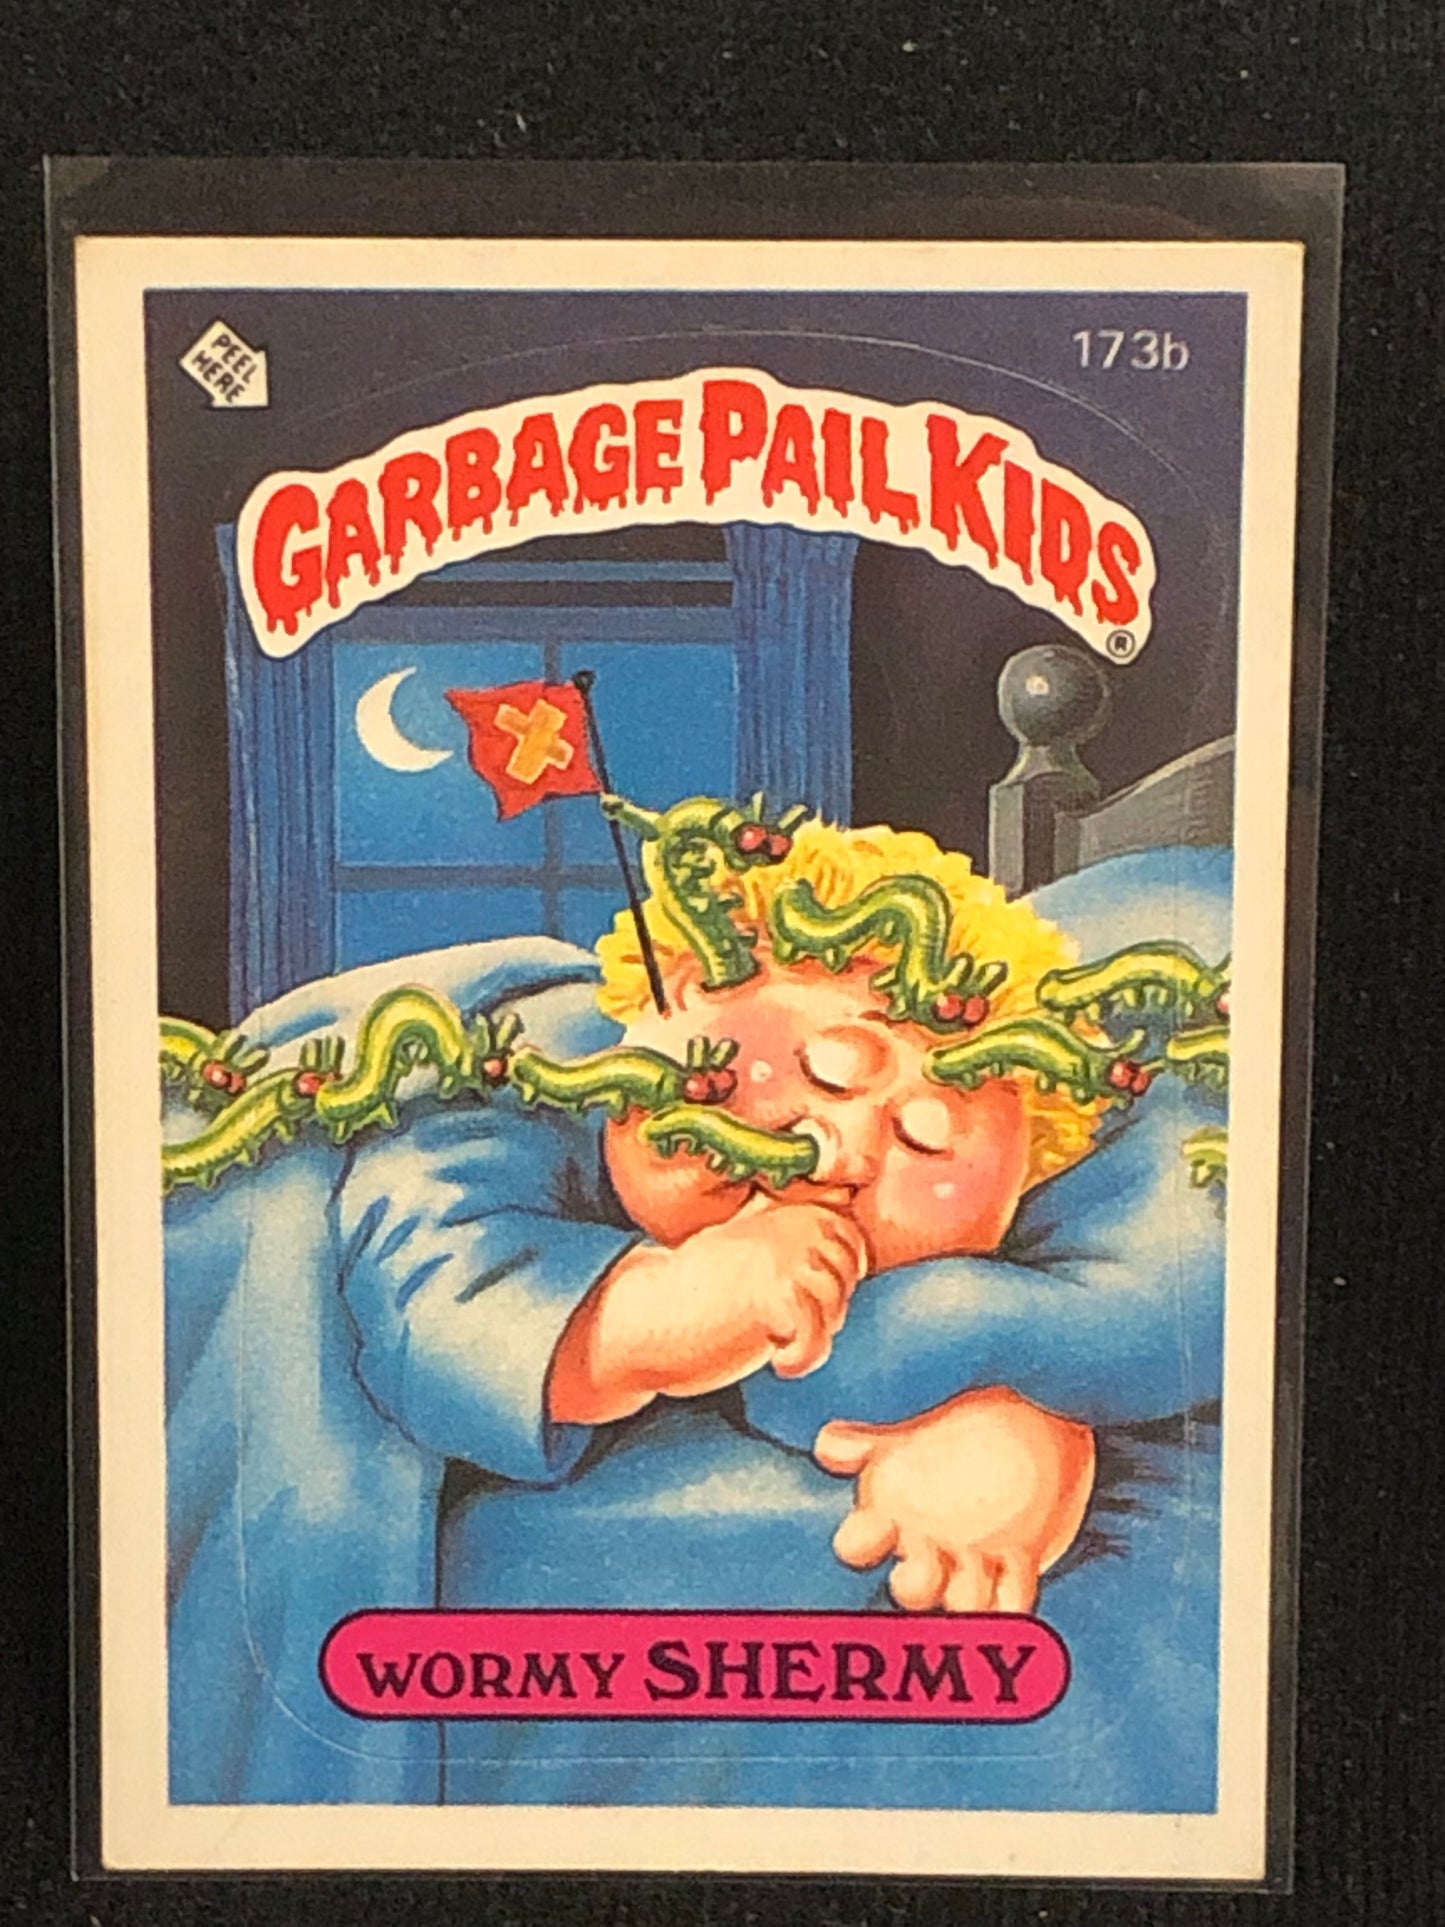 PEEL
HERE
173b
GARBAGE PAIL KIDS
®
WORMY SHERMY